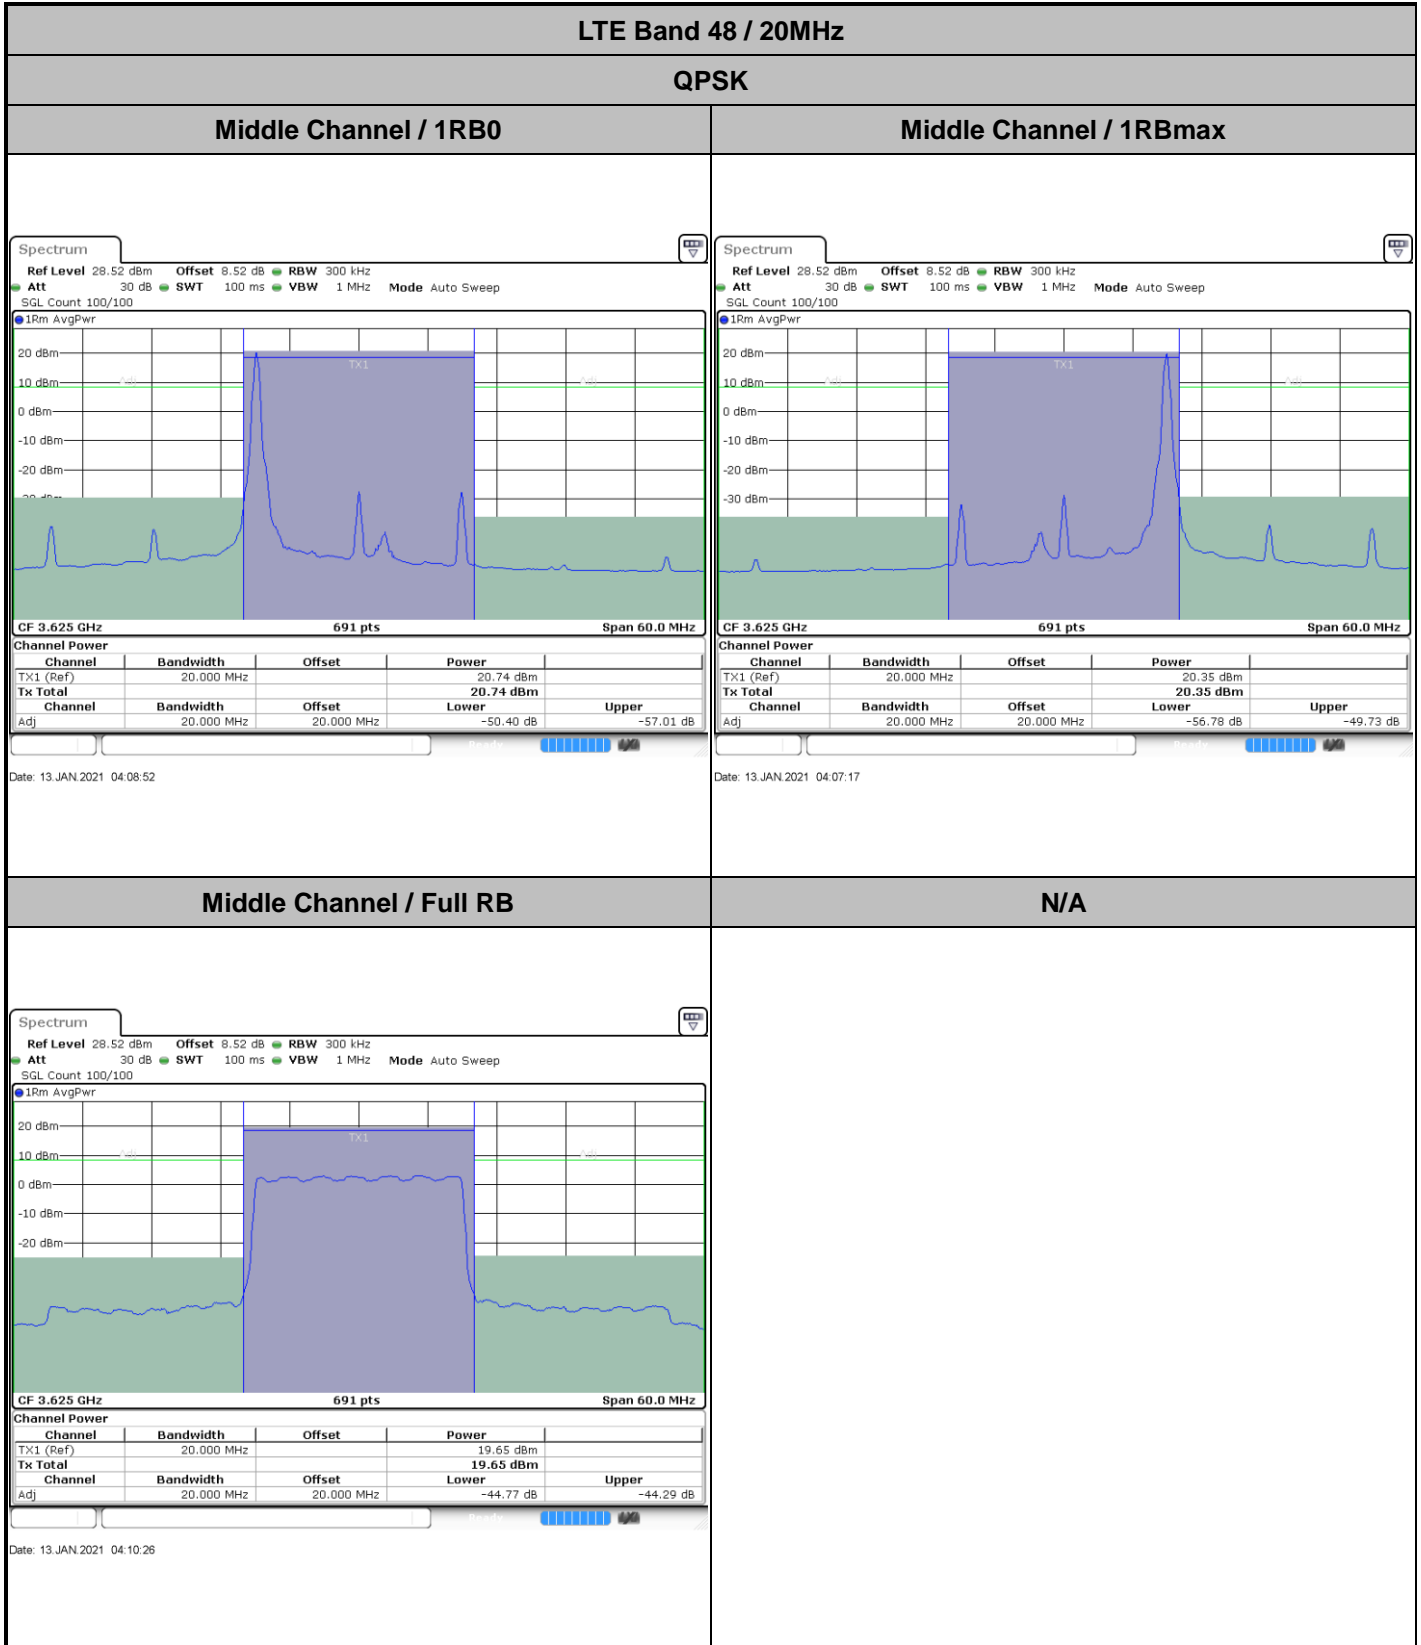 LTE Band 48 / 20MHz
QPSK
Middle Channel / 1RB0
Middle Channel / 1RBmax
Spectrum
Ref Level 28.52 dBm Offset 8.52 dB RBW 300 kHz
Att 30 dB SWT 100 ms VBW 1 MHz Mode Auto Sweep
SGL Count 100/100
1Rm AvgPwr
20 dBm
10 dBm
0 dBm
-10 dBm
-20 dBm
-30 dBm
Adj
TX1
Adj
CF 3.625 GHz 691 pts Span 60.0 MHz
Channel Power
Channel Bandwidth Offset Power
TX1 (Ref) 20.000 MHz 20.74 dBm
Tx Total 20.74 dBm
Channel Bandwidth Offset Lower Upper
Adj 20.000 MHz 20.000 MHz -50.40 dB -57.01 dB
Ready
Date: 13.JAN.2021 04:08:52
Spectrum
Ref Level 28.52 dBm Offset 8.52 dB RBW 300 kHz
Att 30 dB SWT 100 ms VBW 1 MHz Mode Auto Sweep
SGL Count 100/100
1Rm AvgPwr
20 dBm
10 dBm
0 dBm
-10 dBm
-20 dBm
-30 dBm
Adj
TX1
Adj
CF 3.625 GHz 691 pts Span 60.0 MHz
Channel Power
Channel Bandwidth Offset Power
TX1 (Ref) 20.000 MHz 20.35 dBm
Tx Total 20.35 dBm
Channel Bandwidth Offset Lower Upper
Adj 20.000 MHz 20.000 MHz -56.78 dB -49.73 dB
Ready
Date: 13.JAN.2021 04:07:17
Middle Channel / Full RB
N/A
Spectrum
Ref Level 28.52 dBm Offset 8.52 dB RBW 300 kHz
Att 30 dB SWT 100 ms VBW 1 MHz Mode Auto Sweep
SGL Count 100/100
1Rm AvgPwr
20 dBm
10 dBm
0 dBm
-10 dBm
-20 dBm
Adj
TX1
Adj
CF 3.625 GHz 691 pts Span 60.0 MHz
Channel Power
Channel Bandwidth Offset Power
TX1 (Ref) 20.000 MHz 19.65 dBm
Tx Total 19.65 dBm
Channel Bandwidth Offset Lower Upper
Adj 20.000 MHz 20.000 MHz -44.77 dB -44.29 dB
Ready
Date: 13.JAN.2021 04:10:26